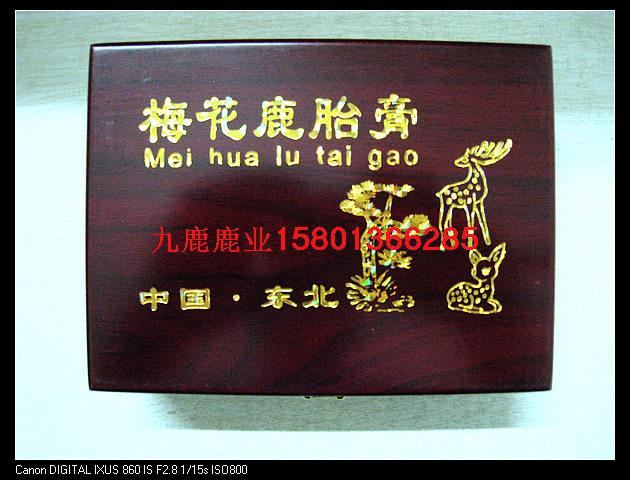 梅花鹿胎膏
Mei hua lu tai gao
九鹿鹿业15801366285
中国·东北
Canon DIGITAL IXUS 860 IS F2.8 1/15s ISO800